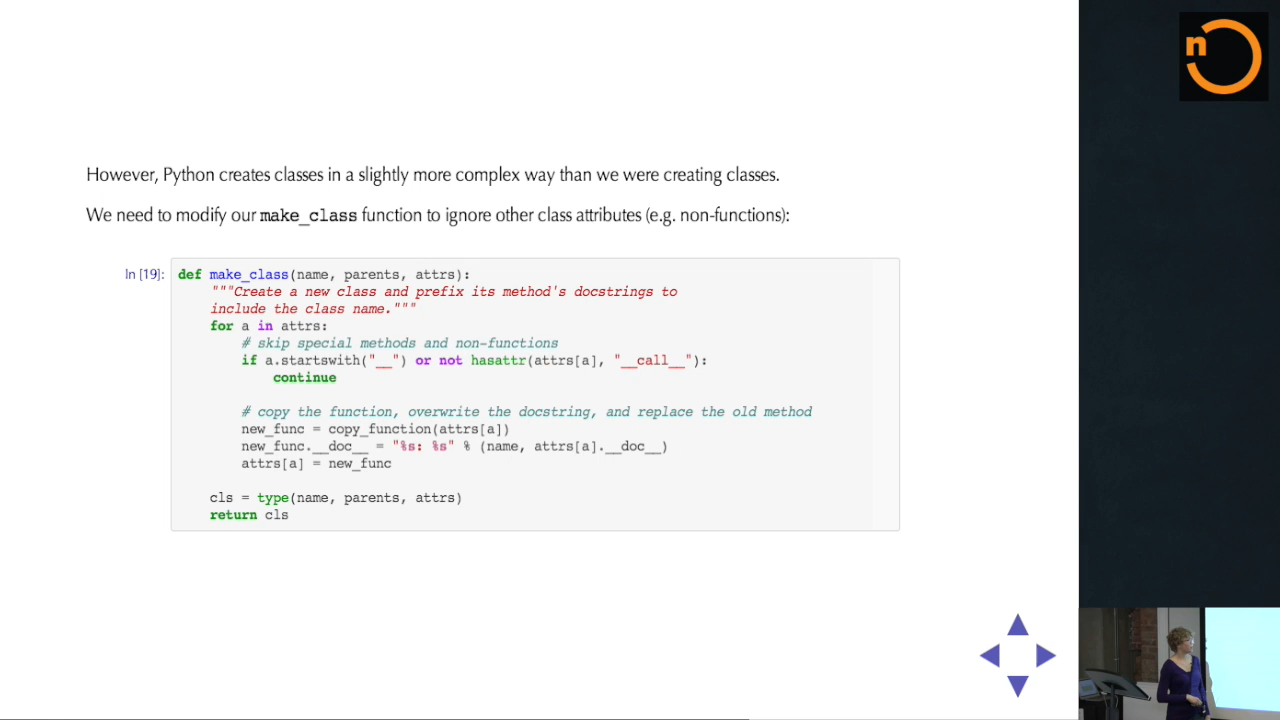 n
However, Python creates classes in a slightly more complex way than we were creating classes.
We need to modify our make_class function to ignore other class attributes (e.g. non-functions):
In [19]: def make_class(name, parents, attrs):
"""Create a new class and prefix its method's docstrings to
include the class name."""
for a in attrs:
# skip special methods and non-functions
if a.startswith("__") or not hasattr(attrs[a], "__call__"):
continue
# copy the function, overwrite the docstring, and replace the old method
new_func = copy_function(attrs[a])
new_func.__doc__ = "%s: %s" % (name, attrs[a].__doc__)
attrs[a] = new_func
cls = type(name, parents, attrs)
return cls